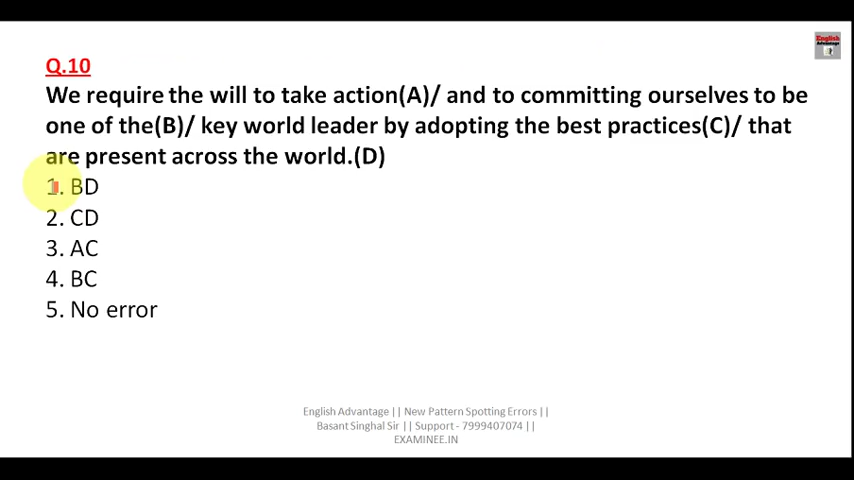 English
Advantage
Q.10
We require the will to take action(A)/ and to committing ourselves to be
one of the(B)/ key world leader by adopting the best practices(C)/ that
are present across the world.(D)
1. BD
2. CD
3. AC
4. BC
5. No error
English Advantage || New Pattern Spotting Errors ||
Basant Singhal Sir || Support - 7999407074 ||
EXAMINEE.IN